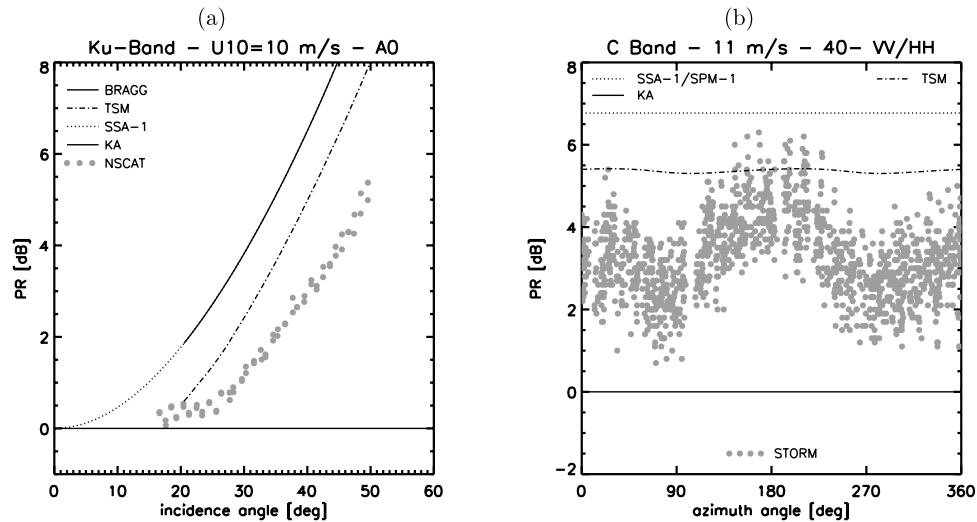 (a)
Ku-Band - U10=10 m/s - A0
PR [dB]
8
6
4
2
0
BRAGG
TSM
SSA-1
KA
NSCAT
0 10 20 30 40 50 60
incidence angle [deg]
(b)
C Band - 11 m/s - 40- VV/HH
PR [dB]
8
6
4
2
0
-2
SSA-1/SPM-1
KA
TSM
STORM
0 90 180 270 360
azimuth angle [deg]